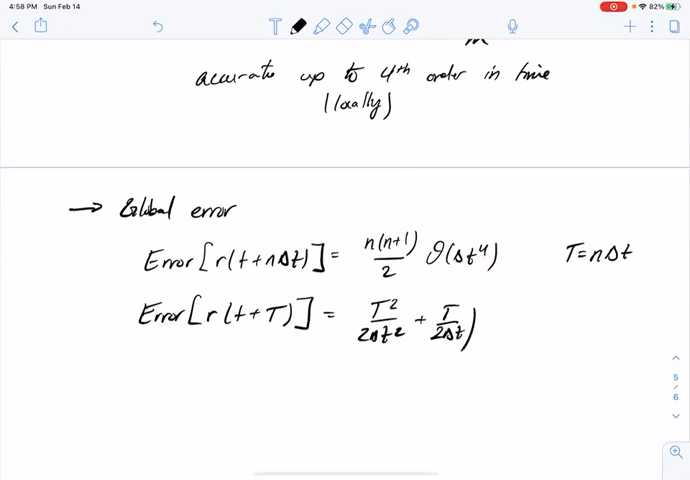 4:58 PM Sun Feb 14
82%
m
accurate up to 4th order in time
(locally)
→ Global error
Error[r(t+nΔt)] = n(n+1)/2 O(Δt⁴) T=nΔt
Error[r(t+T)] = T²/2Δt² + T/2Δt)
5
/
6